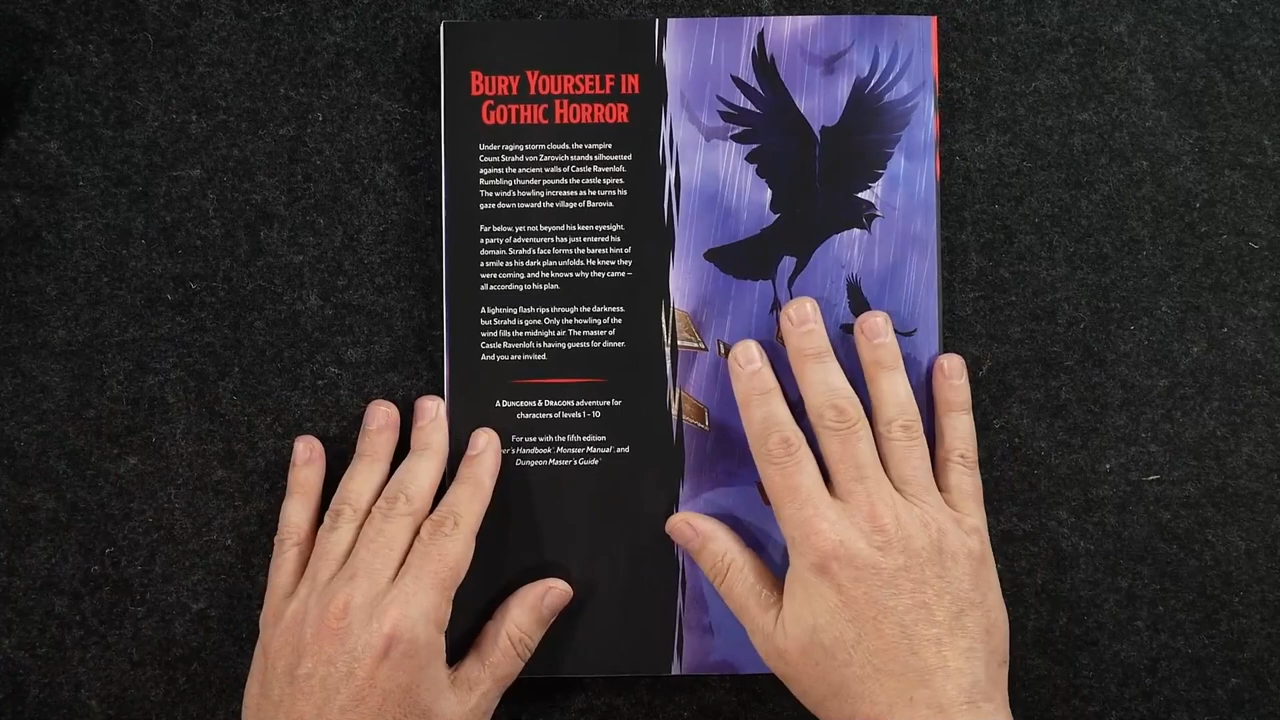 BURY YOURSELF IN
GOTHIC HORROR
Under raging storm clouds, the vampire
Count Strahd von Zarovich stands silhouetted
against the ancient walls of Castle Ravenloft.
Rumbling thunder pounds the castle spires.
The wind's howling increases as he turns his
gaze down toward the village of Barovia.
Far below, yet not beyond his keen eyesight,
a party of adventurers has just entered his
domain. Strahd's face forms the barest hint of
a smile as his dark plan unfolds. He knew they
were coming, and he knows why they came –
all according to his plan.
A lightning flash rips through the darkness,
but Strahd is gone. Only the howling of the
wind fills the midnight air. The master of
Castle Ravenloft is having guests for dinner.
And you are invited.
A DUNGEONS & DRAGONS adventure for
characters of levels 1 – 10
For use with the fifth edition
Handbook, Monster Manual, and
Dungeon Master's Guide